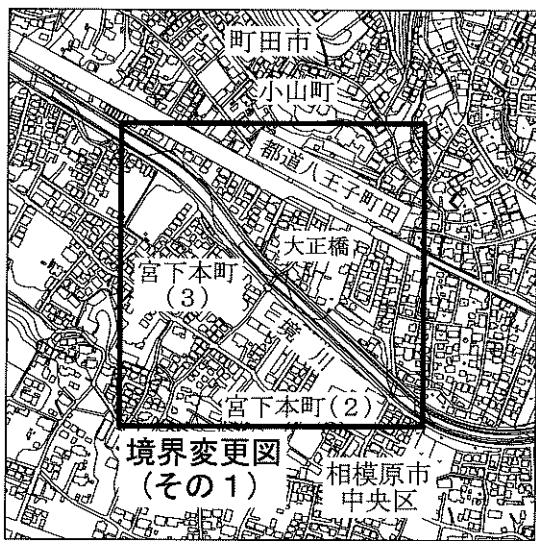 町田市
小山町
都道八王子町田
大正橋
宮下本町
(3)
境川
宮下本町(2)
境界変更図
(その1)
相模原市
中央区